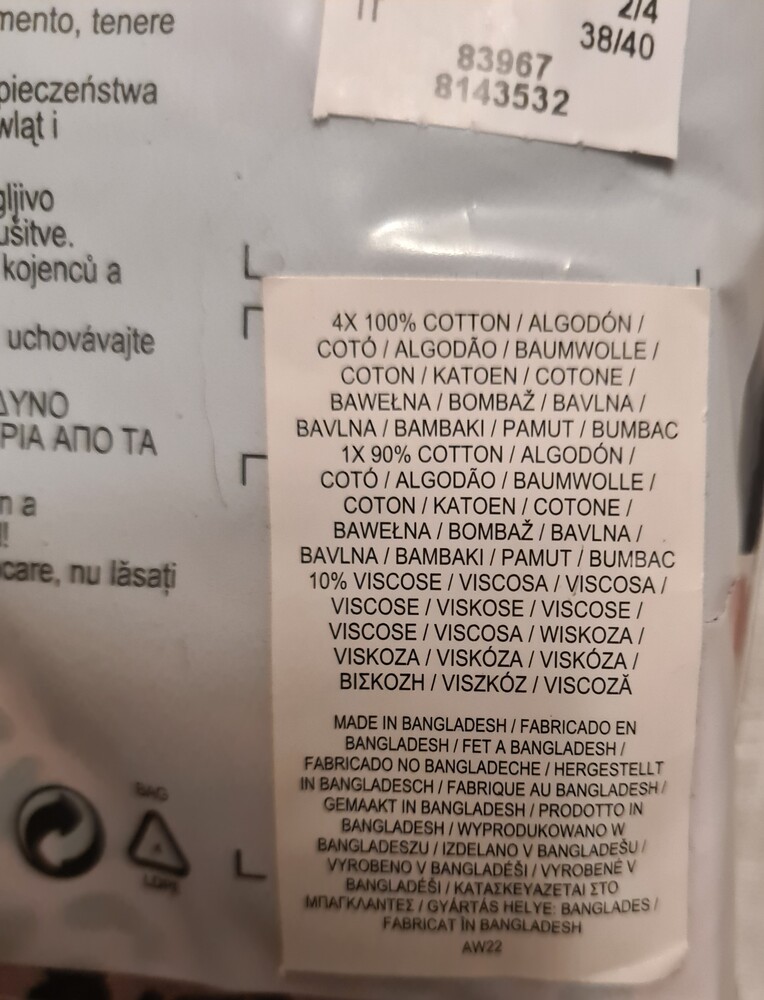 mento, tenere
pieczeństwa
wląt i
gljivo
ušitve.
kojenců a
uchovávajte
ΔΥΝΟ
ΡΙΑ ΑΠΟ ΤΑ
n a
!
care, nu lăsați
2/4
38/40
83967
8143532
4X 100% COTTON / ALGODÓN /
COTÓ / ALGODÃO / BAUMWOLLE /
COTON / KATOEN / COTONE /
BAWEŁNA / BOMBAŽ / BAVLNA /
BAVLNA / BAMBAKI / PAMUT / BUMBAC
1X 90% COTTON / ALGODÓN /
COTÓ / ALGODÃO / BAUMWOLLE /
COTON / KATOEN / COTONE /
BAWEŁNA / BOMBAŽ / BAVLNA /
BAVLNA / BAMBAKI / PAMUT / BUMBAC
10% VISCOSE / VISCOSA / VISCOSA /
VISCOSE / VISKOSE / VISCOSE /
VISCOSE / VISCOSA / WISKOZA /
VISKOZA / VISKÓZA / VISKÓZA /
ΒΙΣΚΟΖΗ / VISZKÓZ / VISCOZĂ
MADE IN BANGLADESH / FABRICADO EN
BANGLADESH / FET A BANGLADESH /
FABRICADO NO BANGLADECHE / HERGESTELLT
IN BANGLADESCH / FABRIQUE AU BANGLADESH /
GEMAAKT IN BANGLADESH / PRODOTTO IN
BANGLADESH / WYPRODUKOWANO W
BANGLADESZU / IZDELANO V BANGLADEŠU /
VYROBENO V BANGLADÉŠI / VYROBENÉ V
BANGLADÉŠI / ΚΑΤΑΣΚΕΥΑΖΕΤΑΙ ΣΤΟ
ΜΠΑΓΚΛΑΝΤΕΣ / GYÁRTÁS HELYE: BANGLADES /
FABRICAT ÎN BANGLADESH
AW22
BAG
4
LDPE